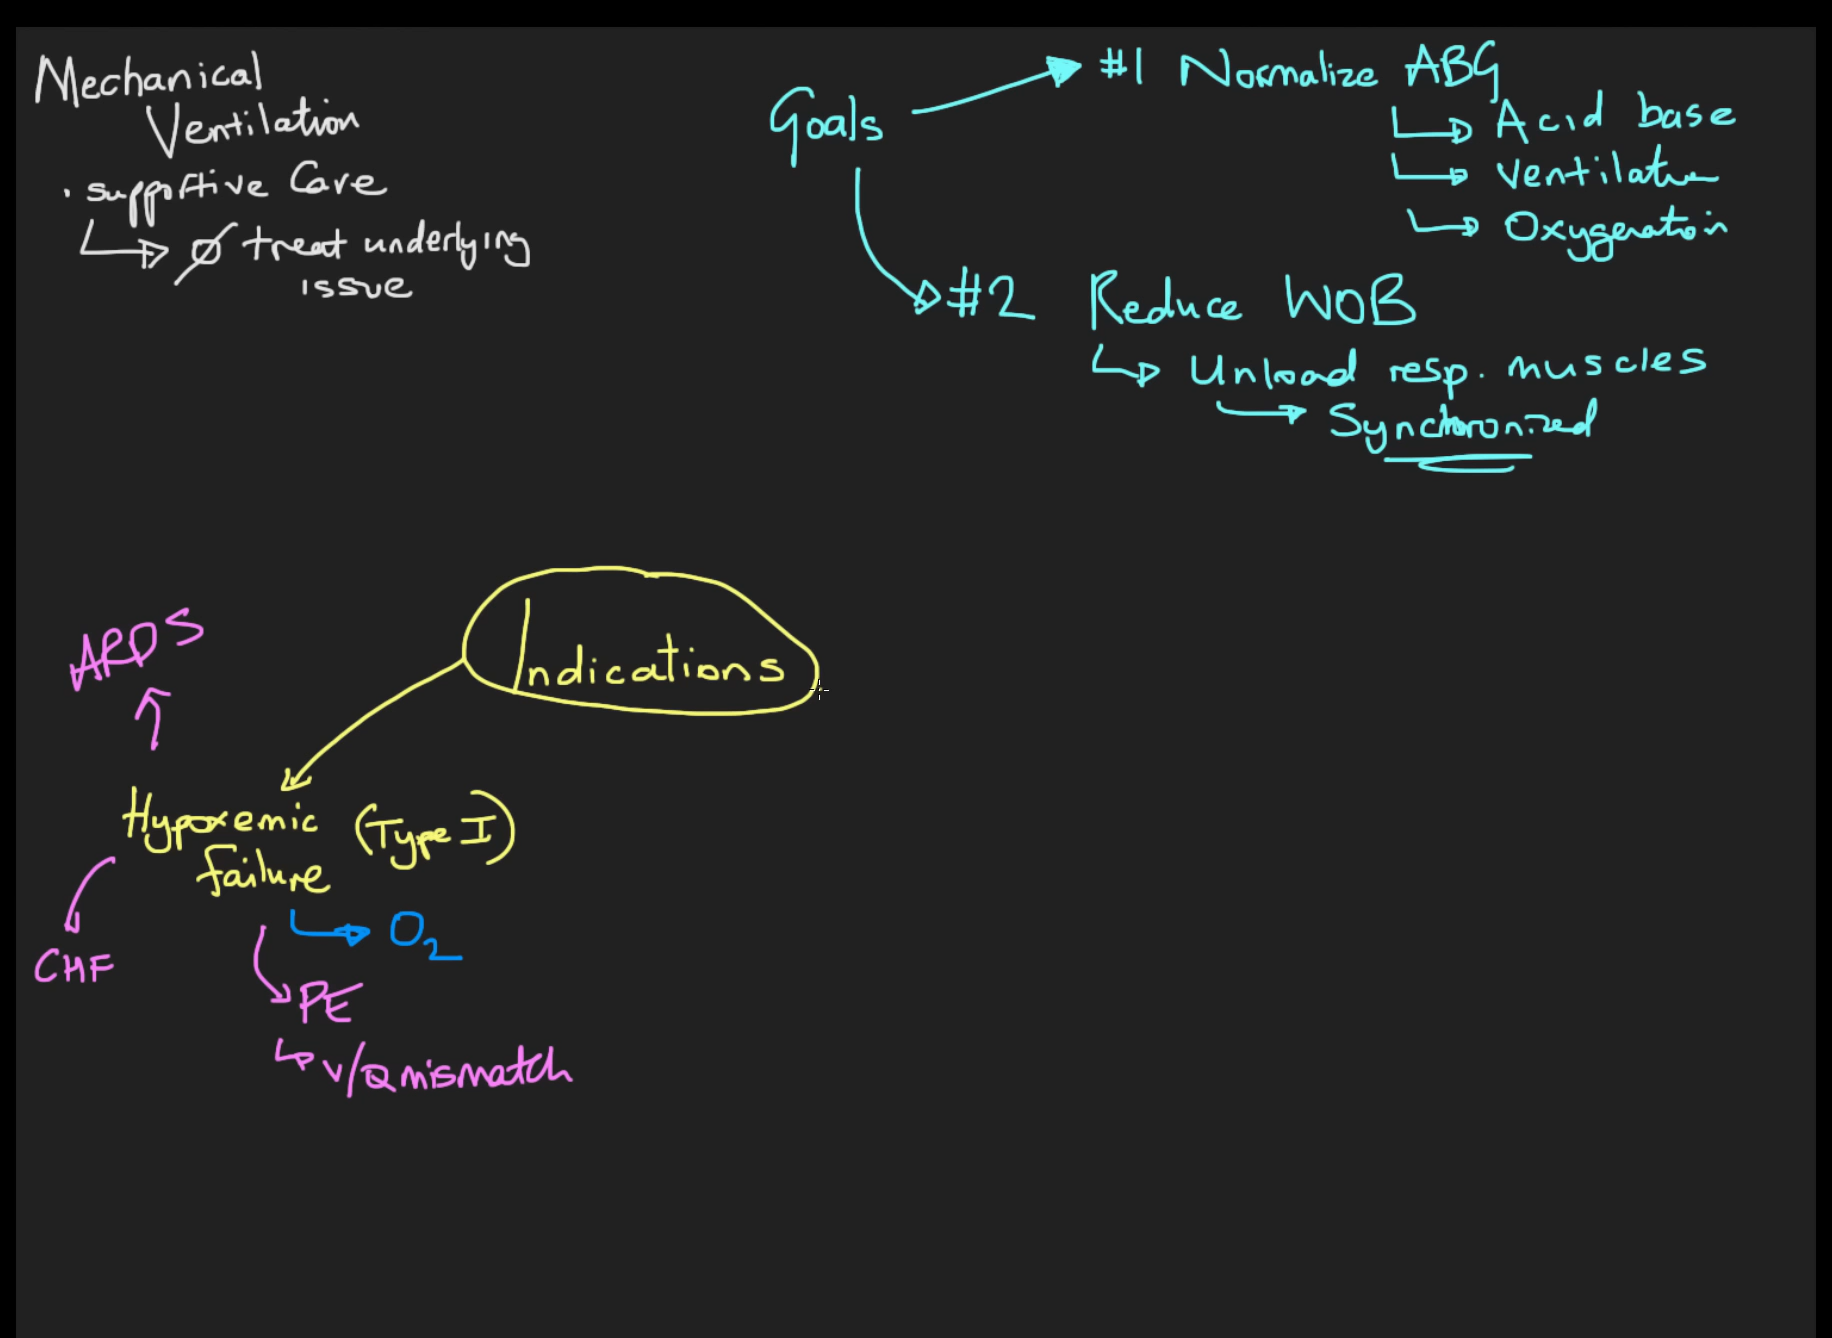 Mechanical
Ventilation
· supportive Care
Ø treat underlying
issue
Goals
#1 Normalize ABG
Acid base
Ventilation
Oxygenation
#2 Reduce WOB
Unload resp. muscles
Synchronized
Indications
ARDS
Hypoxemic (Type I)
failure
O2
CHF
PE
V/Q mismatch